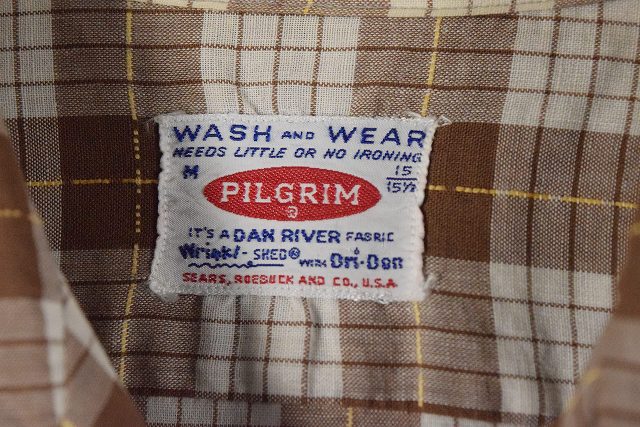 WASH AND WEAR
NEEDS LITTLE OR NO IRONING
M 15
15½
PILGRIM
®
IT'S A DAN RIVER FABRIC
Wrinkl-SHED® WITH Dri-Don
SEARS, ROEBUCK AND CO., U.S.A.